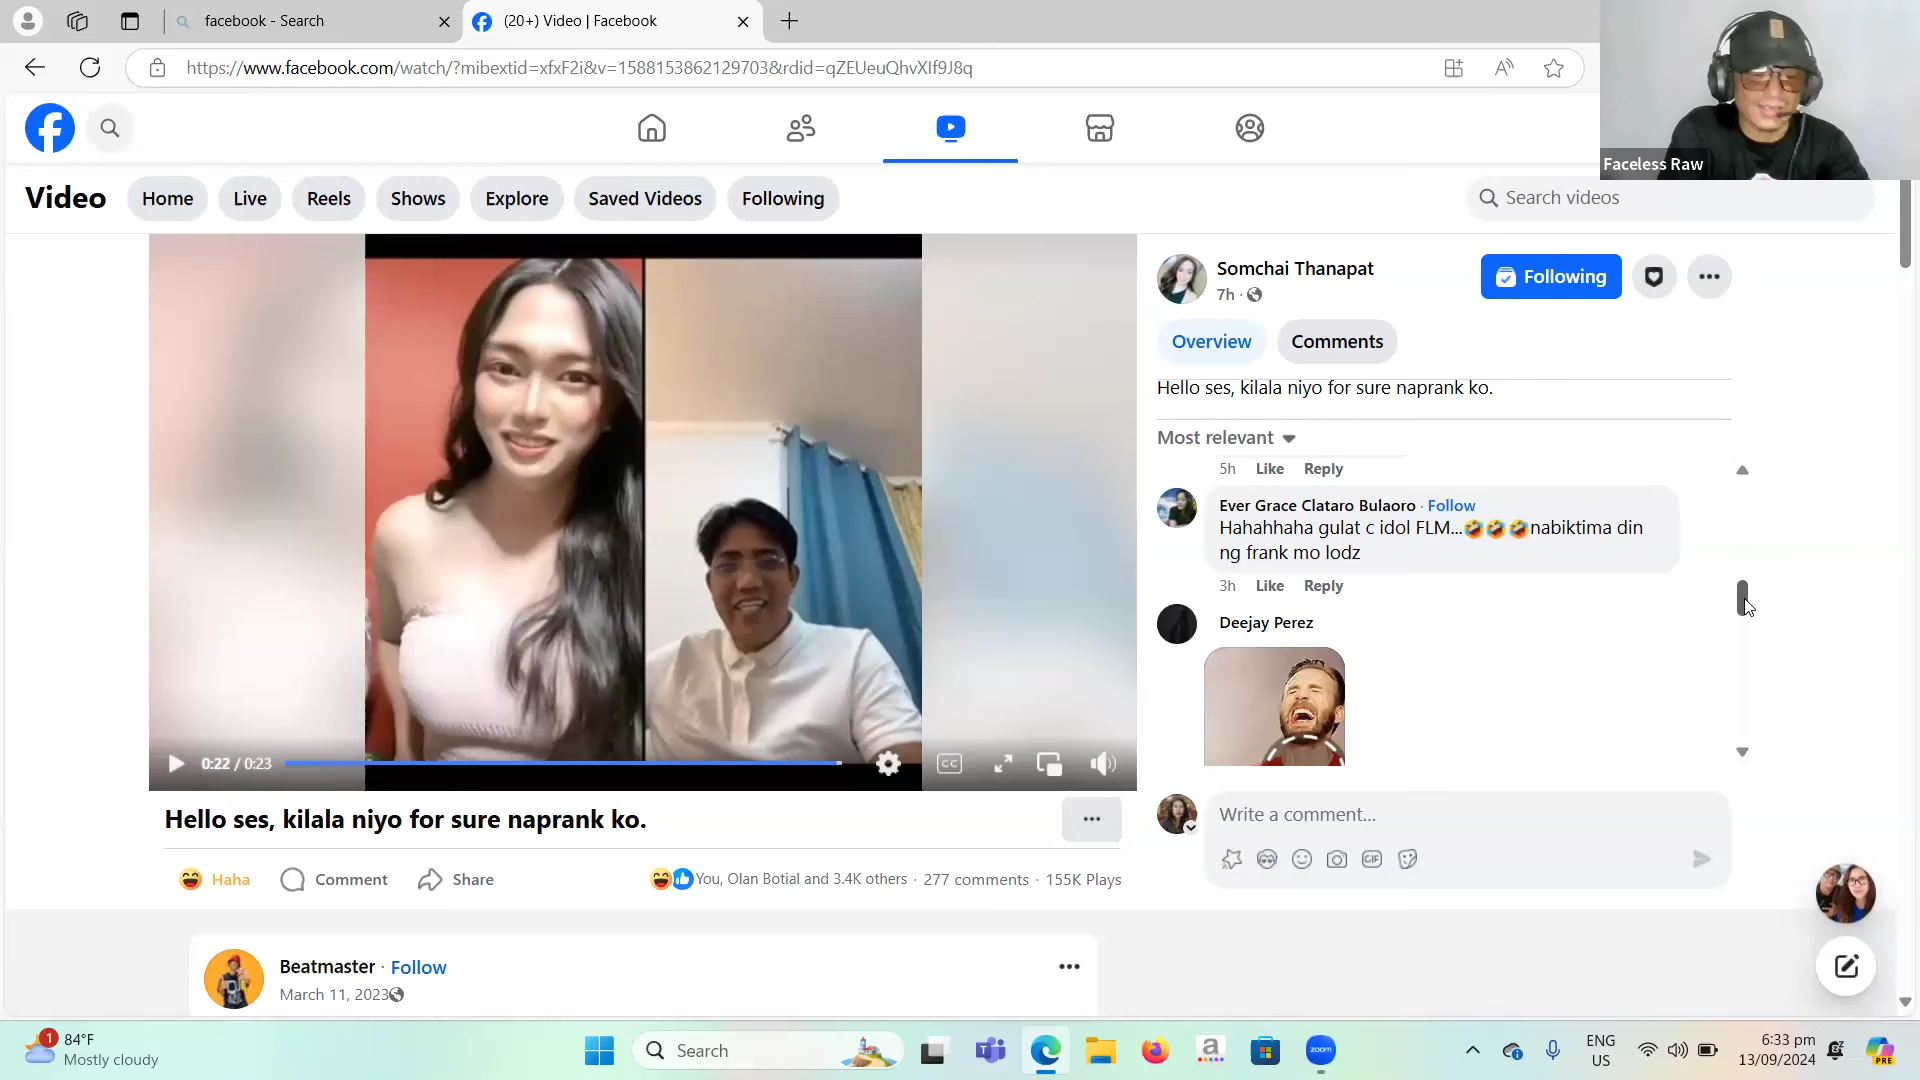 facebook - Search
(20+) Video | Facebook
https://www.facebook.com/watch/?mibextid=xfxF2i&v=1588153862129703&rdid=qZEUeuQhvXIf9J8q
Faceless Raw
Video
Home
Live
Reels
Shows
Explore
Saved Videos
Following
Search videos
Somchai Thanapat
7h ·
Following
Overview
Comments
Hello ses, kilala niyo for sure naprank ko.
Most relevant
5h Like Reply
Ever Grace Clataro Bulaoro · Follow
Hahahhaha gulat c idol FLM...🤣🤣🤣nabiktima din
ng frank mo lodz
3h Like Reply
Deejay Perez
0:22 / 0:23
CC
Write a comment...
GIF
Hello ses, kilala niyo for sure naprank ko.
Haha
Comment
Share
You, Olan Botial and 3.4K others · 277 comments · 155K Plays
Beatmaster · Follow
March 11, 2023
1
84°F
Mostly cloudy
Search
zoom
ENG
US
6:33 pm
13/09/2024
PRE